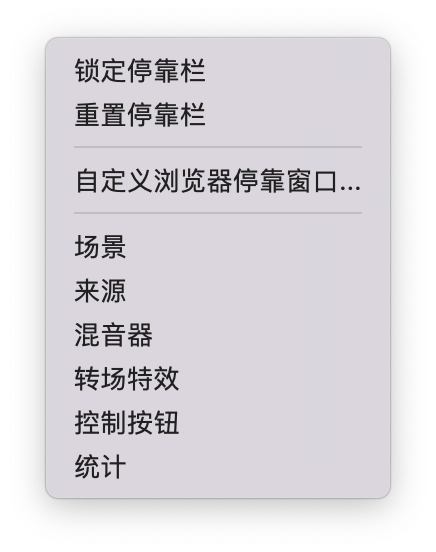 锁定停靠栏
重置停靠栏
自定义浏览器停靠窗口...
场景
来源
混音器
转场特效
控制按钮
统计